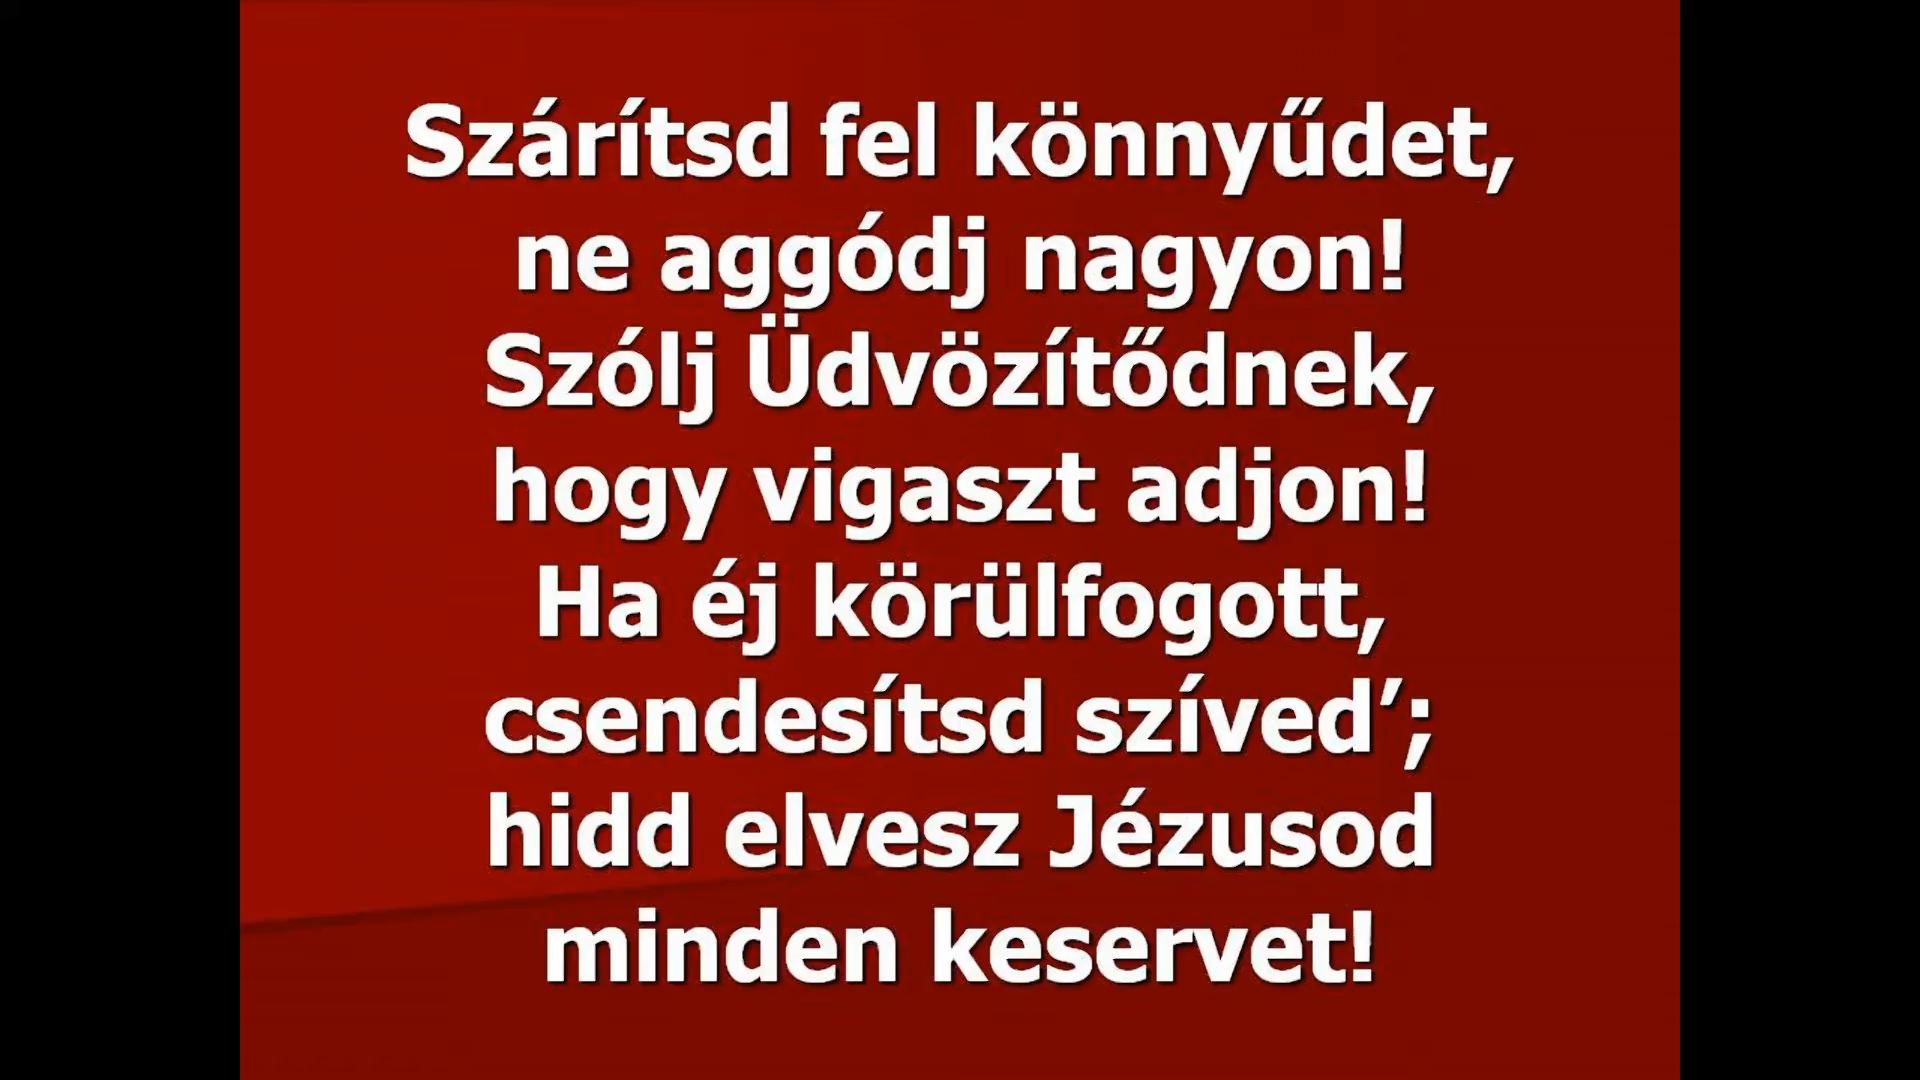 Szárítsd fel könnyűdet,
ne aggódj nagyon!
Szólj Üdvözítődnek,
hogy vigaszt adjon!
Ha éj körülfogott,
csendesítsd szíved’;
hidd elvesz Jézusod
minden keservet!